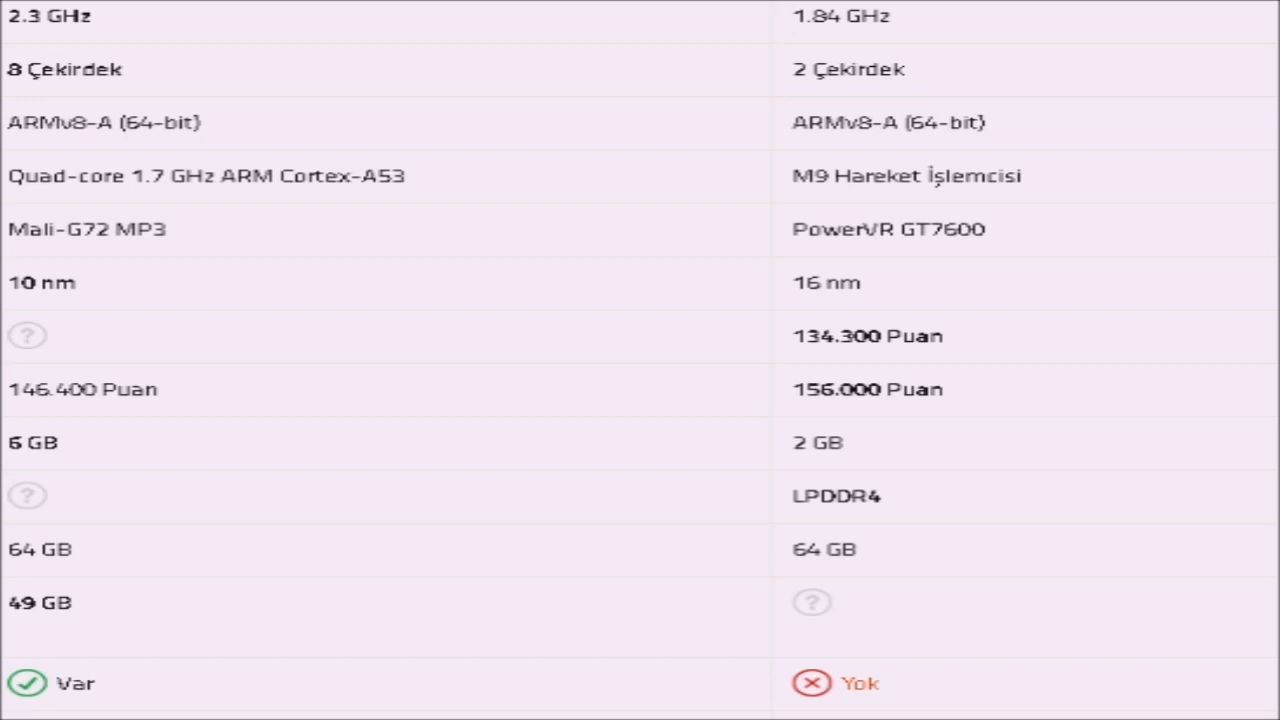 2.3 GHz 1.84 GHz
8 Çekirdek 2 Çekirdek
ARMv8-A (64-bit) ARMv8-A (64-bit)
Quad-core 1.7 GHz ARM Cortex-A53 M9 Hareket İşlemcisi
Mali-G72 MP3 PowerVR GT7600
10 nm 16 nm
? 134.300 Puan
146.400 Puan 156.000 Puan
6 GB 2 GB
? LPDDR4
64 GB 64 GB
49 GB ?
Var Yok